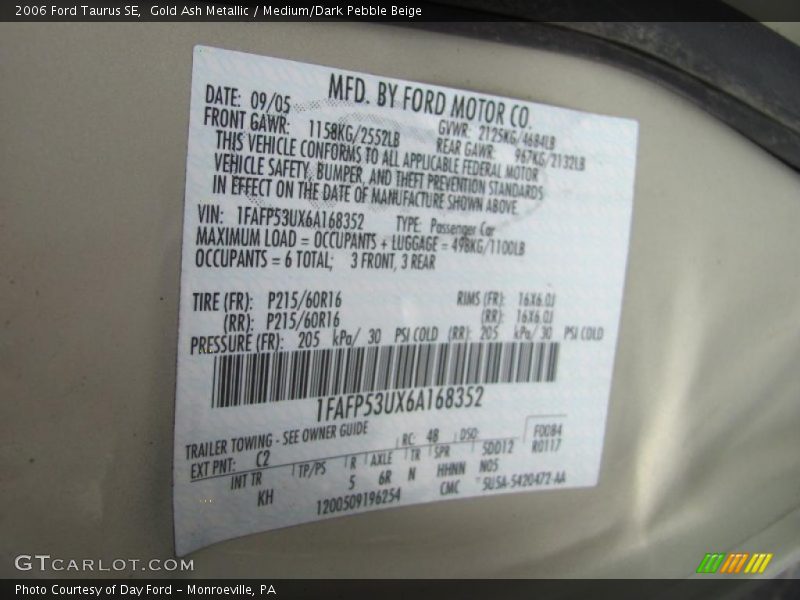 2006 Ford Taurus SE, Gold Ash Metallic / Medium/Dark Pebble Beige
MFD. BY FORD MOTOR CO.
DATE: 09/05 GVWR: 2125KG/4684LB
FRONT GAWR: 1158KG/2552LB REAR GAWR: 967KG/2132LB
THIS VEHICLE CONFORMS TO ALL APPLICABLE FEDERAL MOTOR
VEHICLE SAFETY, BUMPER, AND THEFT PREVENTION STANDARDS
IN EFFECT ON THE DATE OF MANUFACTURE SHOWN ABOVE
VIN: 1FAFP53UX6A168352 TYPE: Passenger Car
MAXIMUM LOAD = OCCUPANTS + LUGGAGE = 498KG/1100LB
OCCUPANTS = 6 TOTAL; 3 FRONT, 3 REAR
TIRE (FR): P215/60R16 RIMS (FR): 16X6.0J
(RR): P215/60R16 (RR): 16X6.0J
PRESSURE (FR): 205 kPa/ 30 PSI COLD (RR): 205 kPa/ 30 PSI COLD
1FAFP53UX6A168352
TRAILER TOWING - SEE OWNER GUIDE RC: 48 DSO: F0084
EXT PNT: C2 5DD12 R0117
INT TR TP/PS R AXLE TR SPR
KH 5 6R N HHNN N05
1200509196254 CMC 5U5A-5420472-AA
GTCARLOT.COM
Photo Courtesy of Day Ford – Monroeville, PA